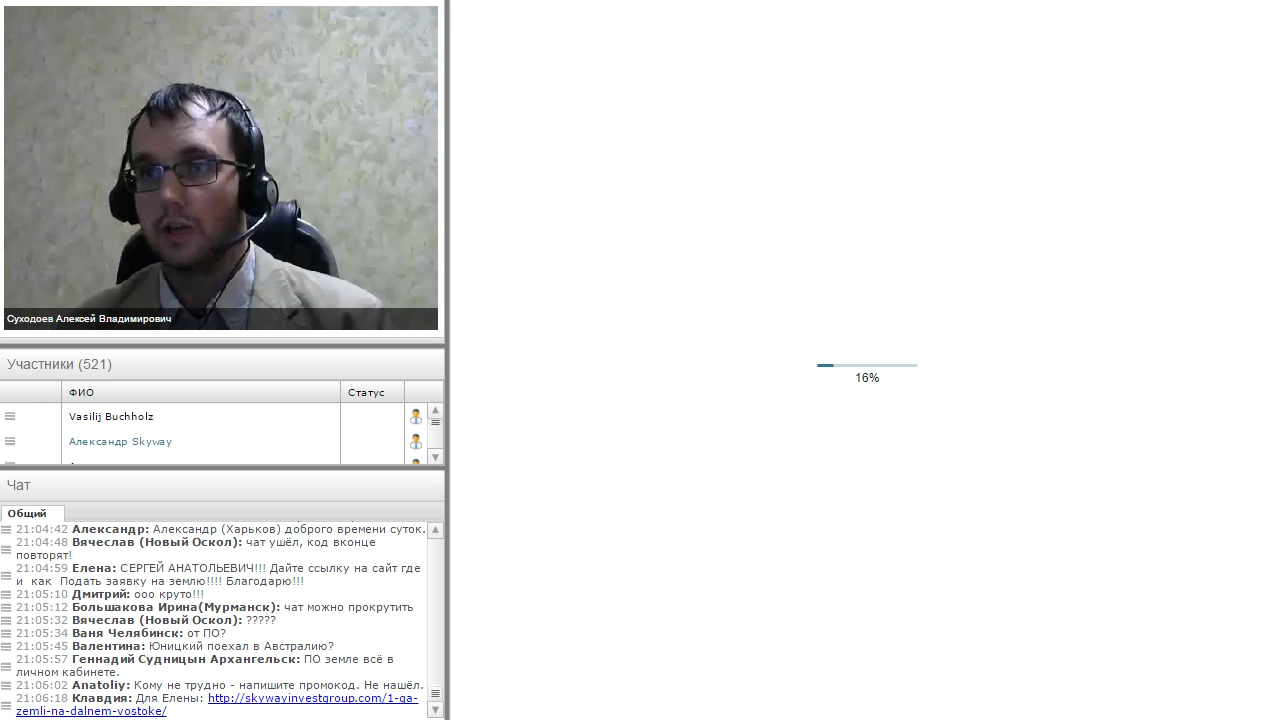 Суходоев Алексей Владимирович
Участники (521)
ФИО Статус
Vasilij Buchholz
Александр Skyway
Чат
Общий
21:04:42 Александр: Александр (Харьков) доброго времени суток.
21:04:48 Вячеслав (Новый Оскол): чат ушёл, код вконце
повторят!
21:04:59 Елена: СЕРГЕЙ АНАТОЛЬЕВИЧ!!! Дайте ссылку на сайт где
и как Подать заявку на землю!!!! Благодарю!!!
21:05:10 Дмитрий: ооо круто!!!
21:05:12 Большакова Ирина(Мурманск): чат можно прокрутить
21:05:32 Вячеслав (Новый Оскол): ?????
21:05:34 Ваня Челябинск: от ПО?
21:05:45 Валентина: Юницкий поехал в Австралию?
21:05:57 Геннадий Судницын Архангельск: ПО земле всё в
личном кабинете.
21:06:02 Anatoliy: Кому не трудно - напишите промокод. Не нашёл.
21:06:18 Клавдия: Для Елены: http://skywayinvestgroup.com/1-ga-
zemli-na-dalnem-vostoke/
16%